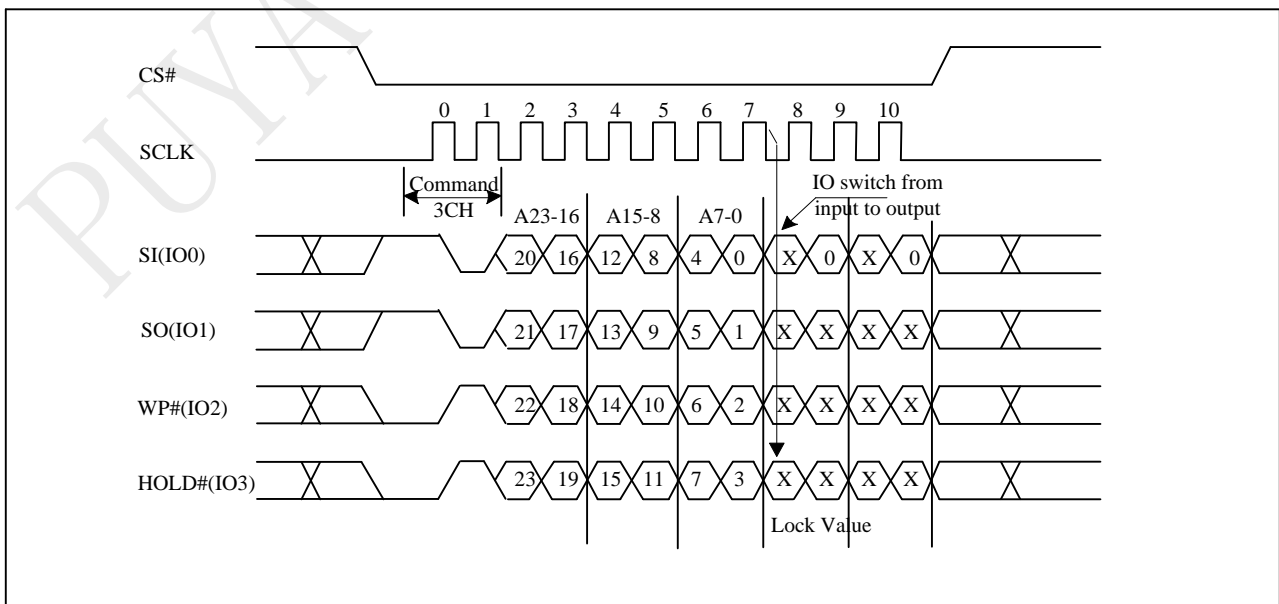 PUYA
CS#
0 1 2 3 4 5 6 7 8 9 10
SCLK
Command
3CH
IO switch from
input to output
A23-16 A15-8 A7-0
SI(IO0) 20 16 12 8 4 0 X 0 X 0
SO(IO1) 21 17 13 9 5 1 X X X X
WP#(IO2) 22 18 14 10 6 2 X X X X
HOLD#(IO3) 23 19 15 11 7 3 X X X X
Lock Value